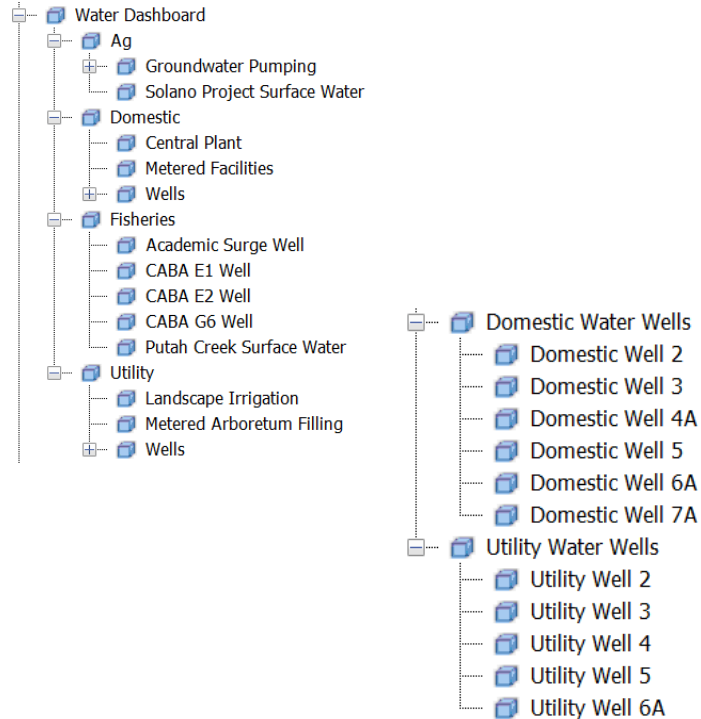 Water Dashboard
Ag
Groundwater Pumping
Solano Project Surface Water
Domestic
Central Plant
Metered Facilities
Wells
Fisheries
Academic Surge Well
CABA E1 Well
CABA E2 Well
CABA G6 Well
Putah Creek Surface Water
Utility
Landscape Irrigation
Metered Arboretum Filling
Wells
Domestic Water Wells
Domestic Well 2
Domestic Well 3
Domestic Well 4A
Domestic Well 5
Domestic Well 6A
Domestic Well 7A
Utility Water Wells
Utility Well 2
Utility Well 3
Utility Well 4
Utility Well 5
Utility Well 6A